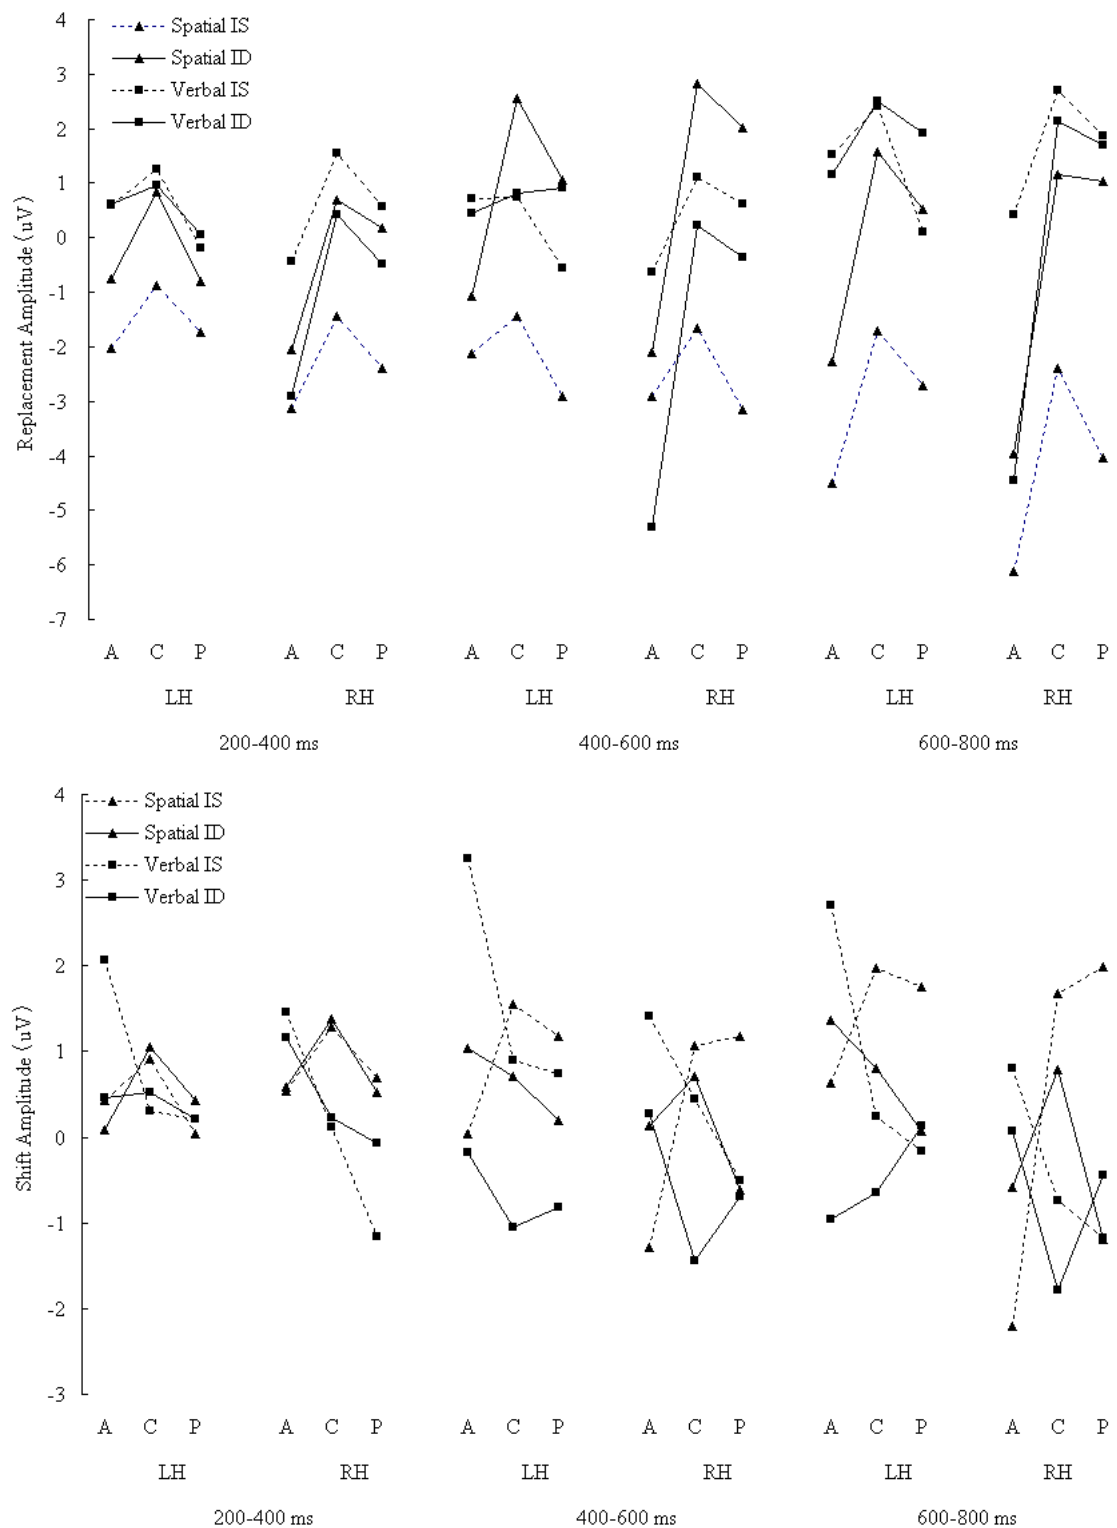 4
Spatial IS
Spatial ID
3
Verbal IS
Verbal ID
2
1
0
-1
-2
-3
-4
-5
-6
-7
Replacement Amplitude (uV)
A C P A C P A C P A C P A C P A C P
LH RH LH RH LH RH
200-400 ms 400-600 ms 600-800 ms
4
Spatial IS
Spatial ID
Verbal IS
3
Verbal ID
2
1
0
-1
-2
-3
Shift Amplitude (uV)
A C P A C P A C P A C P A C P A C P
LH RH LH RH LH RH
200-400 ms 400-600 ms 600-800 ms